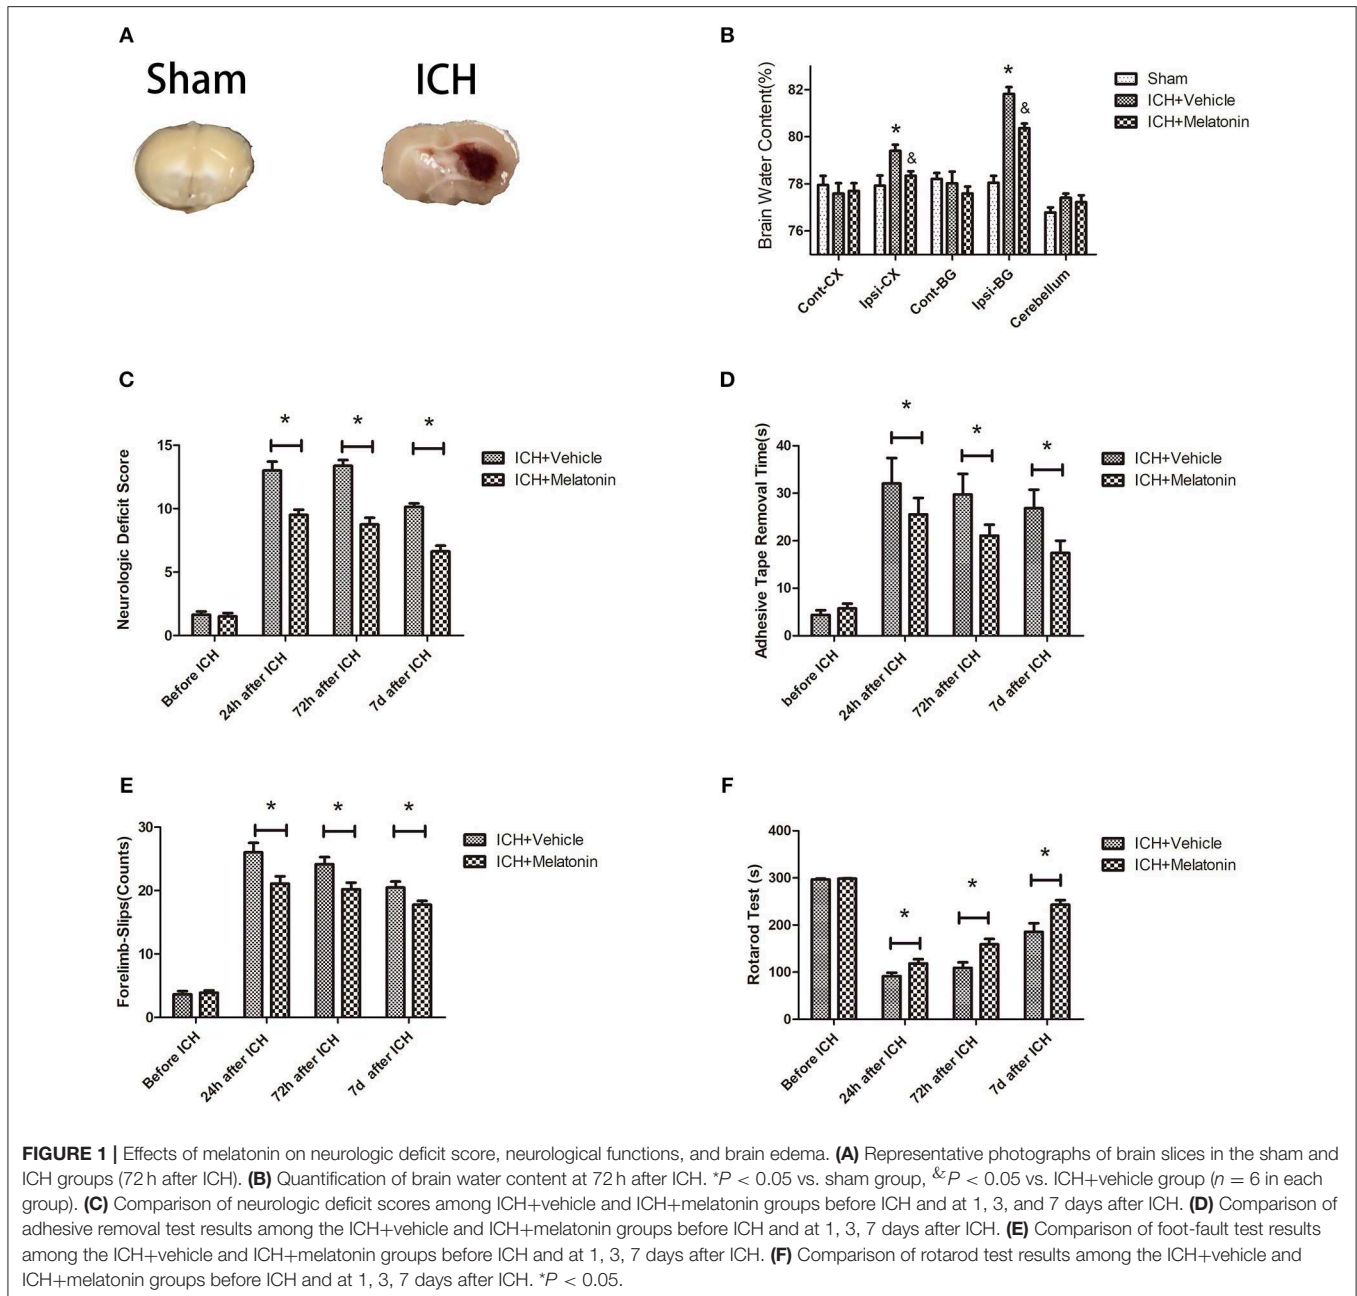 A
Sham
ICH
B
Brain Water Content(%)
82
80
78
76
*
&
*
&
Cont-CX
Ipsi-CX
Cont-BG
Ipsi-BG
Cerebellum
Sham
ICH+Vehicle
ICH+Melatonin
C
Neurologic Deficit Score
15
10
5
0
*
*
*
Before ICH
24h after ICH
72h after ICH
7d after ICH
ICH+Vehicle
ICH+Melatonin
D
Adhesive Tape Removal Time(s)
40
30
20
10
0
*
*
*
before ICH
24h after ICH
72h after ICH
7d after ICH
ICH+Vehicle
ICH+Melatonin
E
Forelimb-Slips(Counts)
30
20
10
0
*
*
*
Before ICH
24h after ICH
72h after ICH
7d after ICH
ICH+Vehicle
ICH+Melatonin
F
Rotarod Test (s)
400
300
200
100
0
*
*
*
Before ICH
24h after ICH
72h after ICH
7d after ICH
ICH+Vehicle
ICH+Melatonin
FIGURE 1 | Effects of melatonin on neurologic deficit score, neurological functions, and brain edema. (A) Representative photographs of brain slices in the sham and
ICH groups (72 h after ICH). (B) Quantification of brain water content at 72 h after ICH. *P < 0.05 vs. sham group, &P < 0.05 vs. ICH+vehicle group (n = 6 in each
group). (C) Comparison of neurologic deficit scores among ICH+vehicle and ICH+melatonin groups before ICH and at 1, 3, and 7 days after ICH. (D) Comparison of
adhesive removal test results among the ICH+vehicle and ICH+melatonin groups before ICH and at 1, 3, 7 days after ICH. (E) Comparison of foot-fault test results
among the ICH+vehicle and ICH+melatonin groups before ICH and at 1, 3, 7 days after ICH. (F) Comparison of rotarod test results among the ICH+vehicle and
ICH+melatonin groups before ICH and at 1, 3, 7 days after ICH. *P < 0.05.